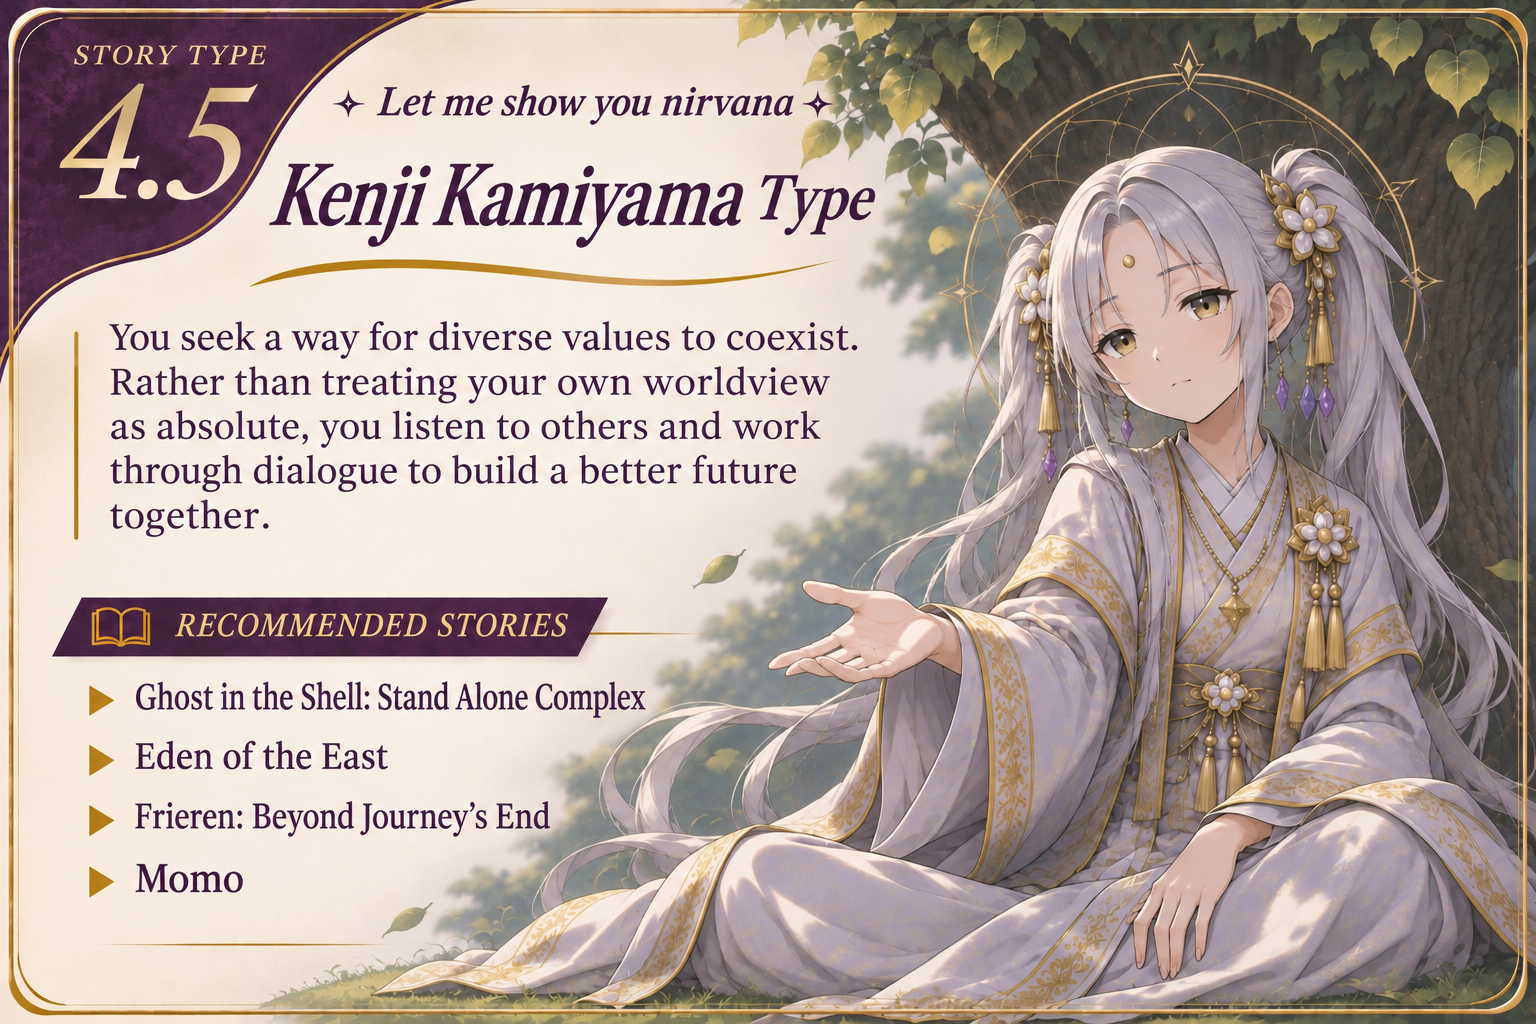 STORY TYPE
4.5
Let me show you nirvana
Kenji Kamiyama Type
You seek a way for diverse values to coexist.
Rather than treating your own worldview
as absolute, you listen to others and work
through dialogue to build a better future
together.
RECOMMENDED STORIES
Ghost in the Shell: Stand Alone Complex
Eden of the East
Frieren: Beyond Journey’s End
Momo